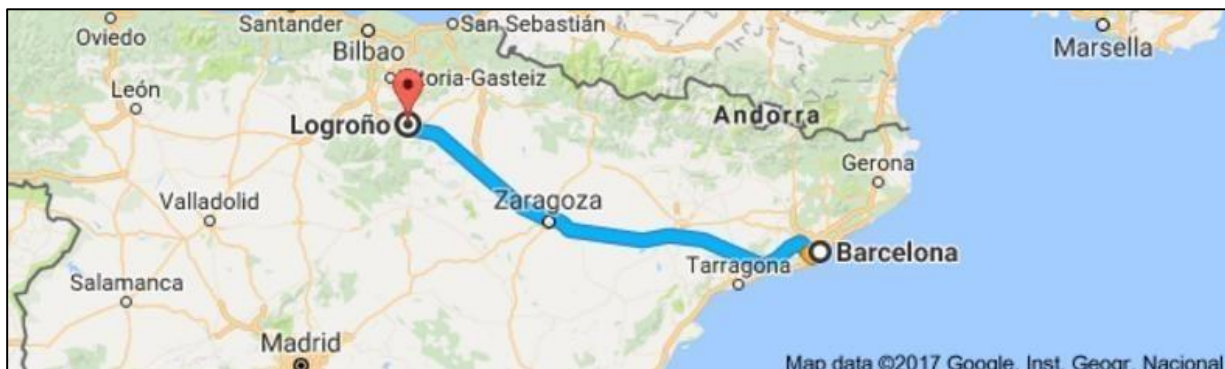 Santander
San Sebastián
Oviedo
Bilbao
Marsella
León
Andorra
Logroño
Gerona
Valladolid
Zaragoza
Barcelona
Tarragona
Salamanca
Madrid
Map data ©2017 Google, Inst. Geogr. Nacional